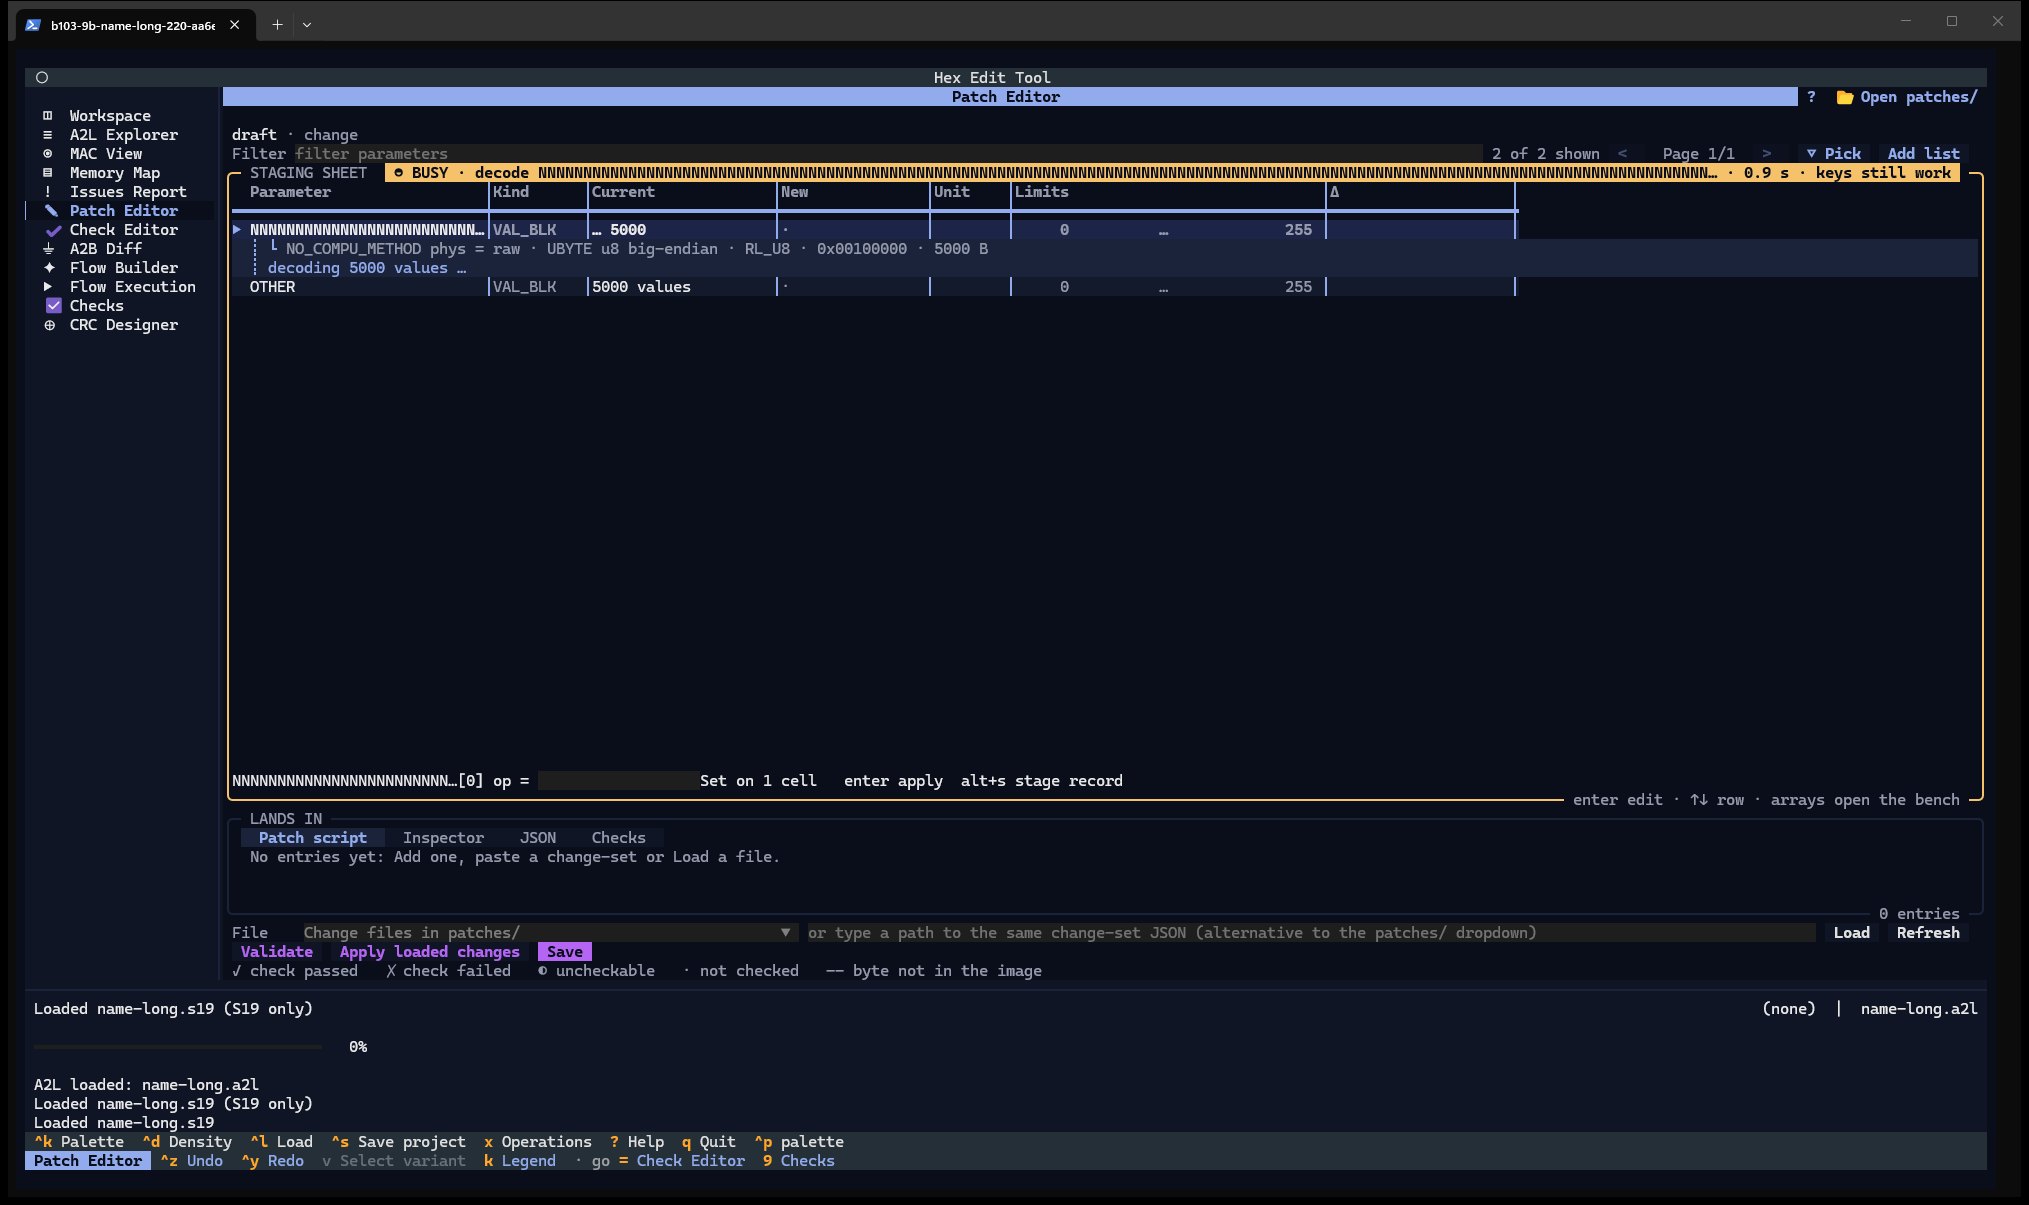 b103-9b-name-long-220-aa6e
Hex Edit Tool
Patch Editor ? Open patches/
Workspace
A2L Explorer
MAC View
Memory Map
! Issues Report
Patch Editor
Check Editor
A2B Diff
Flow Builder
Flow Execution
Checks
CRC Designer
draft · change
Filter filter parameters 2 of 2 shown < Page 1/1 > ▽ Pick Add list
STAGING SHEET BUSY · decode … · 0.9 s · keys still work
Parameter Kind Current New Unit Limits Δ
VAL_BLK … 5000 · 0 … 255
└ NO_COMPU_METHOD phys = raw · UBYTE u8 big-endian · RL_U8 · 0x00100000 · 5000 B
decoding 5000 values …
OTHER VAL_BLK 5000 values · 0 … 255
NNNNNNNNNNNNNNNNNNNNNNNN…[0] op = Set on 1 cell enter apply alt+s stage record
enter edit · ↑↓ row · arrays open the bench
LANDS IN
Patch script Inspector JSON Checks
No entries yet: Add one, paste a change-set or Load a file.
0 entries
File Change files in patches/ ▼ or type a path to the same change-set JSON (alternative to the patches/ dropdown) Load Refresh
Validate Apply loaded changes Save
√ check passed ╳ check failed ◐ uncheckable · not checked -- byte not in the image
Loaded name-long.s19 (S19 only) (none) | name-long.a2l
0%
A2L loaded: name-long.a2l
Loaded name-long.s19 (S19 only)
Loaded name-long.s19
^k Palette ^d Density ^l Load ^s Save project x Operations ? Help q Quit ^p palette
Patch Editor ^z Undo ^y Redo v Select variant k Legend · go = Check Editor 9 Checks